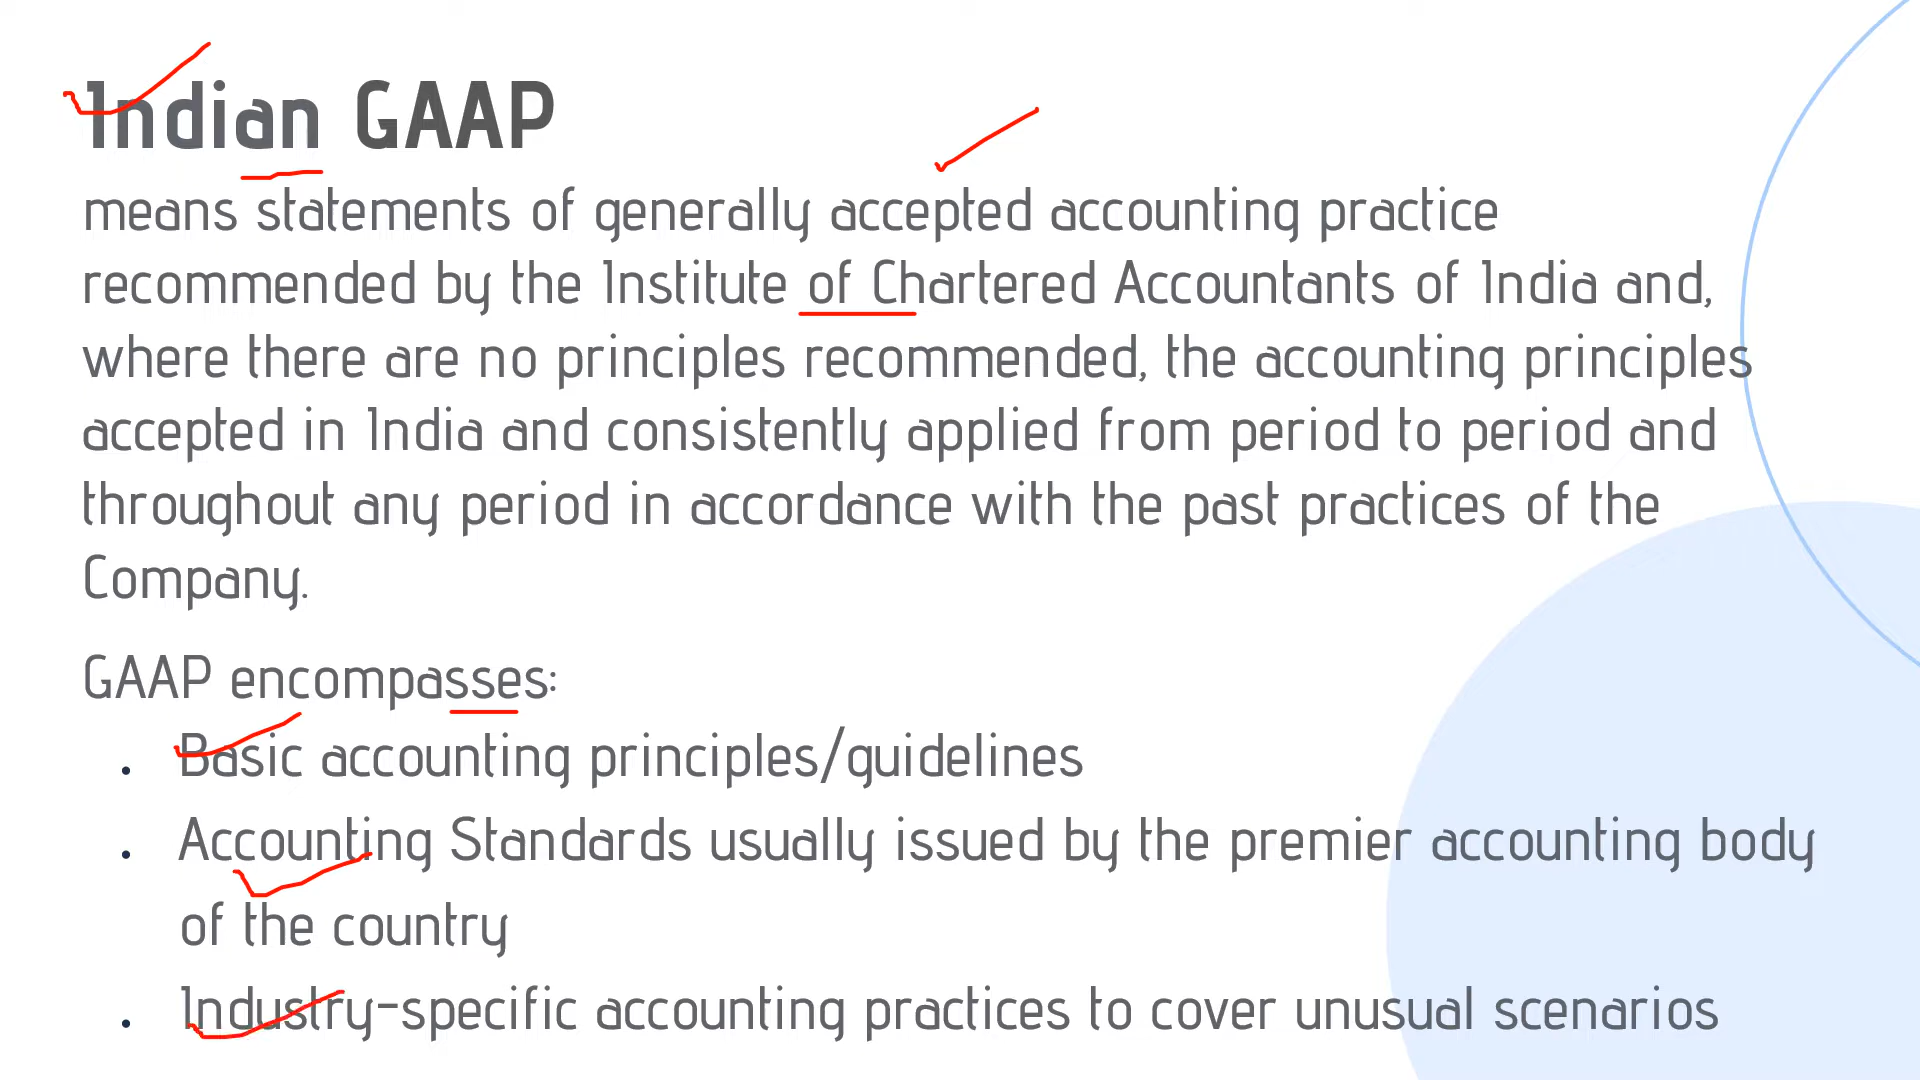 Indian GAAP
means statements of generally accepted accounting practice
recommended by the Institute of Chartered Accountants of India and,
where there are no principles recommended, the accounting principles
accepted in India and consistently applied from period to period and
throughout any period in accordance with the past practices of the
Company.
GAAP encompasses:
• Basic accounting principles/guidelines
• Accounting Standards usually issued by the premier accounting body
of the country
• Industry-specific accounting practices to cover unusual scenarios